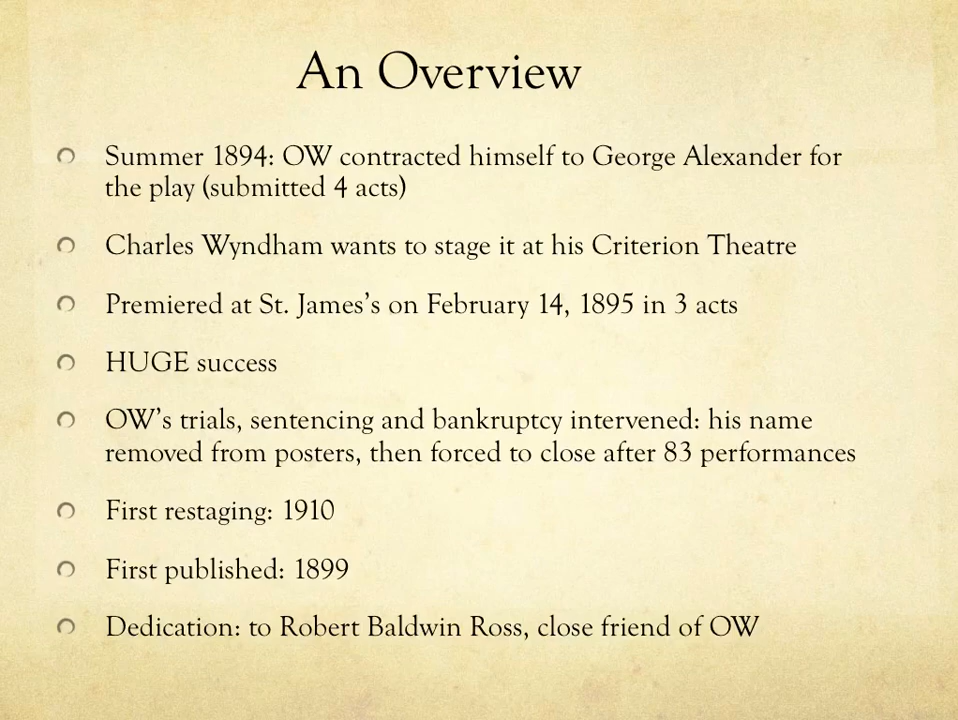 An Overview
Summer 1894: OW contracted himself to George Alexander for
the play (submitted 4 acts)
Charles Wyndham wants to stage it at his Criterion Theatre
Premiered at St. James’s on February 14, 1895 in 3 acts
HUGE success
OW’s trials, sentencing and bankruptcy intervened: his name
removed from posters, then forced to close after 83 performances
First restaging: 1910
First published: 1899
Dedication: to Robert Baldwin Ross, close friend of OW